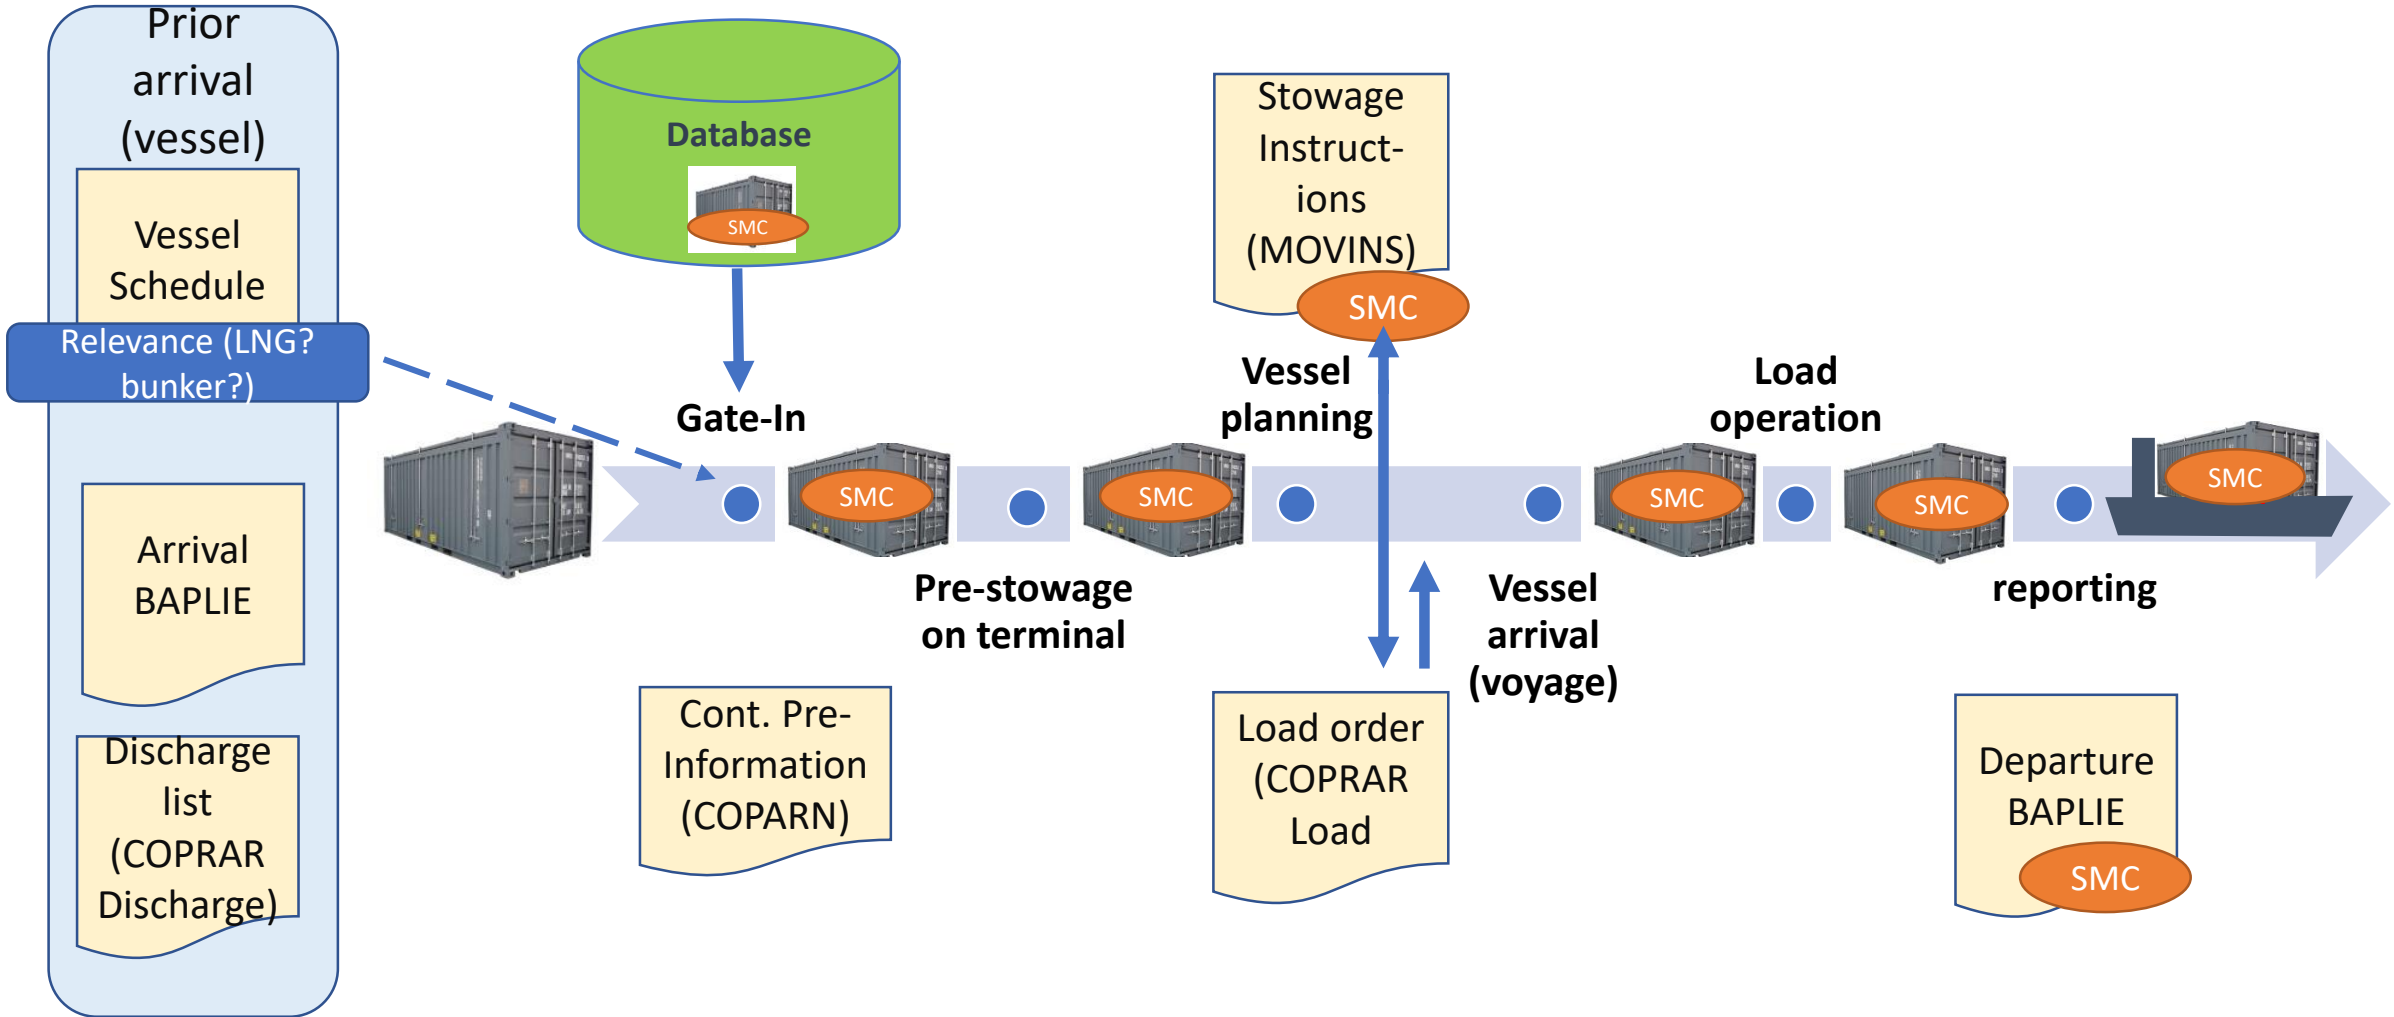 Prior
arrival
(vessel)
Vessel
Schedule
Relevance (LNG?
bunker?)
Arrival
BAPLIE
Discharge
list
(COPRAR
Discharge)
Database
SMC
Gate-In
SMC
Pre-stowage
on terminal
SMC
Cont. Pre-
Information
(COPARN)
Stowage
Instruct-
ions
(MOVINS)
SMC
Vessel
planning
Load order
(COPRAR
Load
Vessel
arrival
(voyage)
SMC
Load
operation
SMC
reporting
SMC
Departure
BAPLIE
SMC